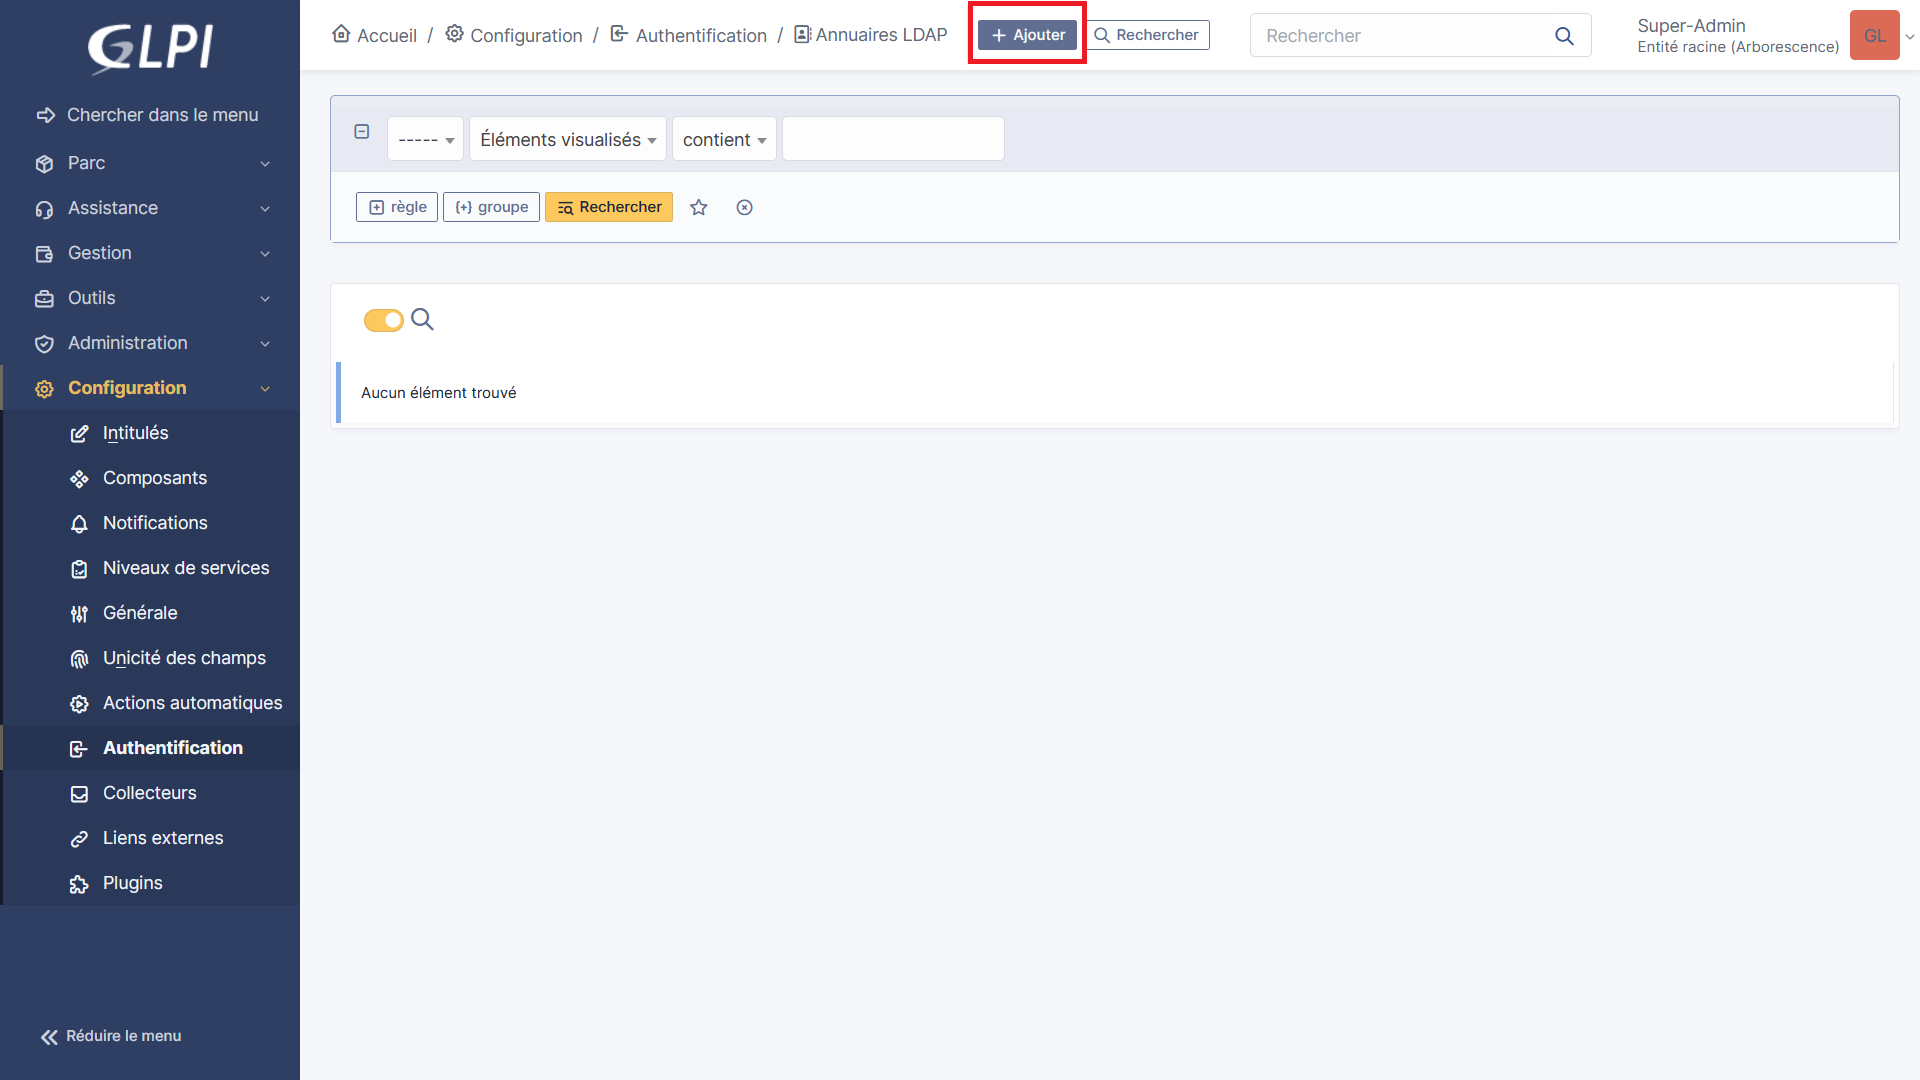 GLPI
Chercher dans le menu
Parc
Assistance
Gestion
Outils
Administration
Configuration
Intitulés
Composants
Notifications
Niveaux de services
Générale
Unicité des champs
Actions automatiques
Authentification
Collecteurs
Liens externes
Plugins
Réduire le menu
Accueil / Configuration / Authentification / Annuaires LDAP
+ Ajouter
Rechercher
Rechercher
Super-Admin
Entité racine (Arborescence)
GL
----- Éléments visualisés contient
règle
{+} groupe
Rechercher
Aucun élément trouvé